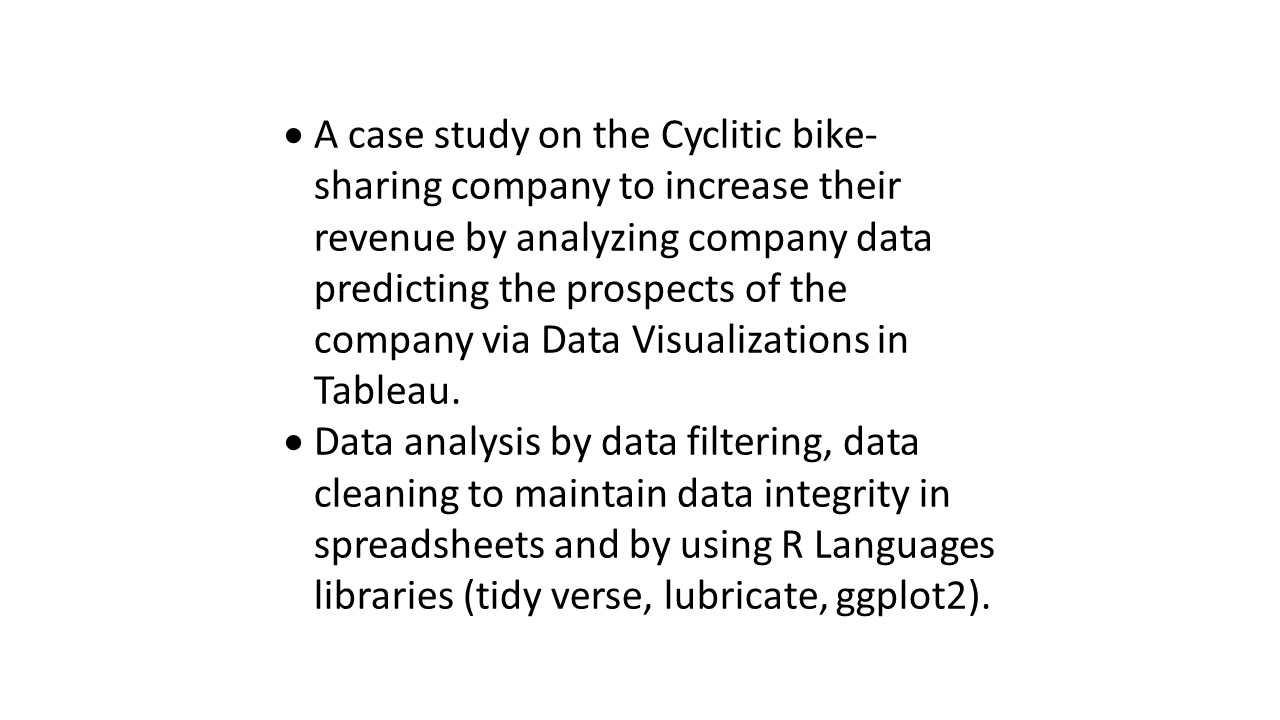 • A case study on the Cyclitic bike-
sharing company to increase their
revenue by analyzing company data
predicting the prospects of the
company via Data Visualizations in
Tableau.
• Data analysis by data filtering, data
cleaning to maintain data integrity in
spreadsheets and by using R Languages
libraries (tidy verse, lubricate, ggplot2).